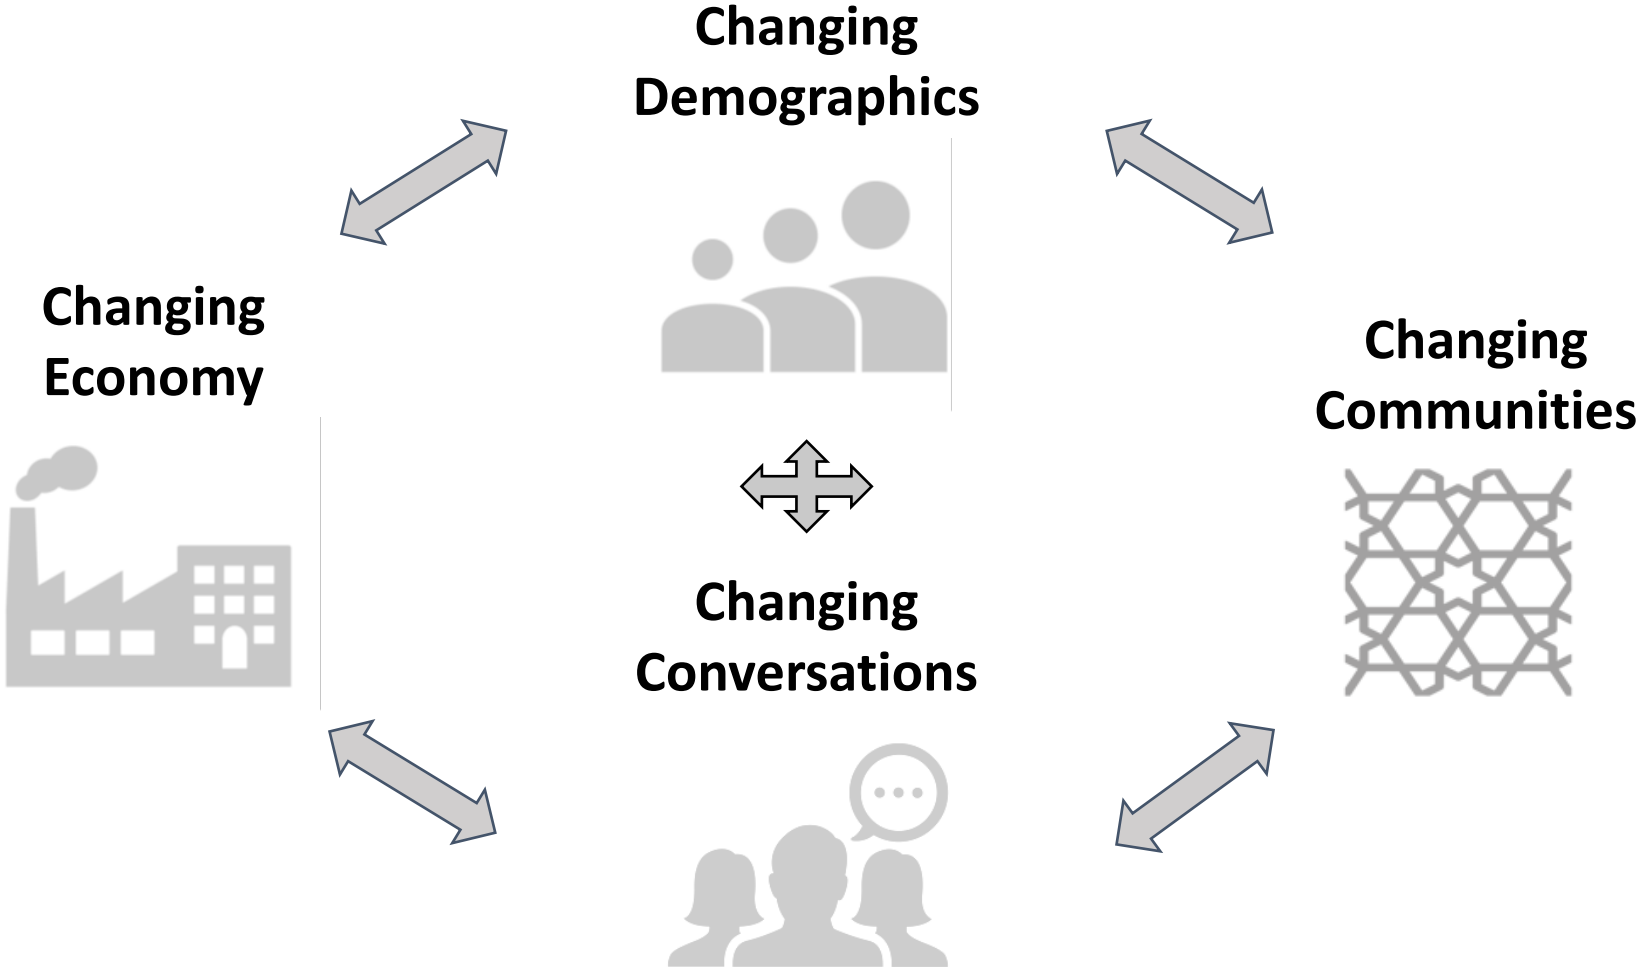 Changing
Demographics
Changing
Economy
Changing
Communities
Changing
Conversations